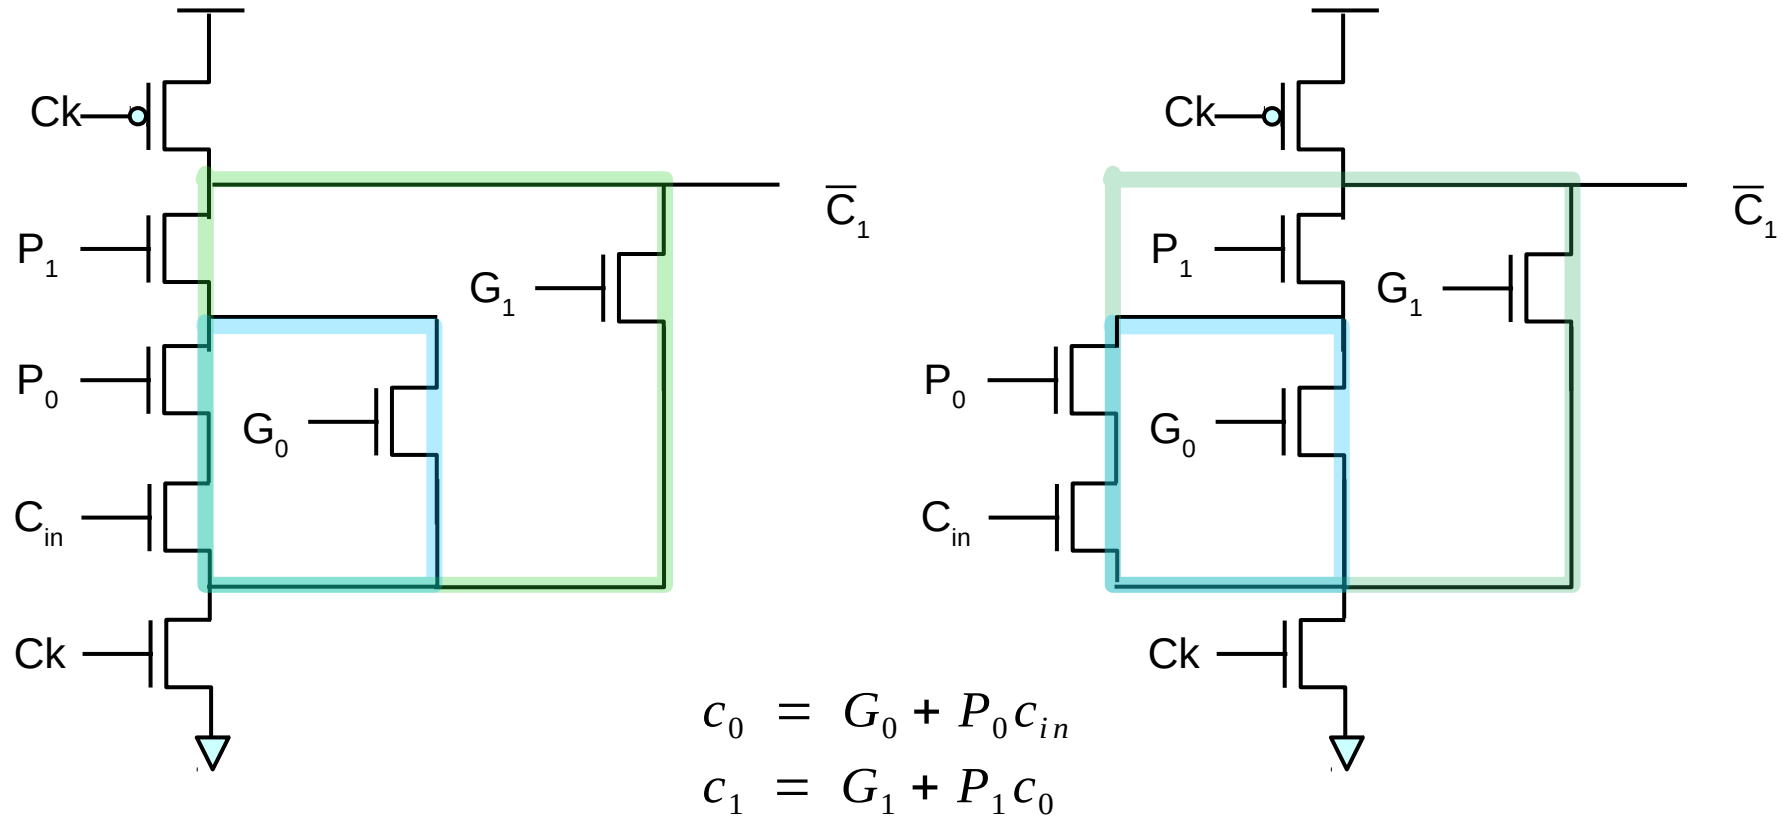 Ck
Ck
C̅₁
C̅₁
P₁
P₁
G₁
G₁
P₀
P₀
G₀
G₀
Cᵢₙ
Cᵢₙ
Ck
Ck
c₀ = G₀ + P₀cᵢₙ
c₁ = G₁ + P₁c₀